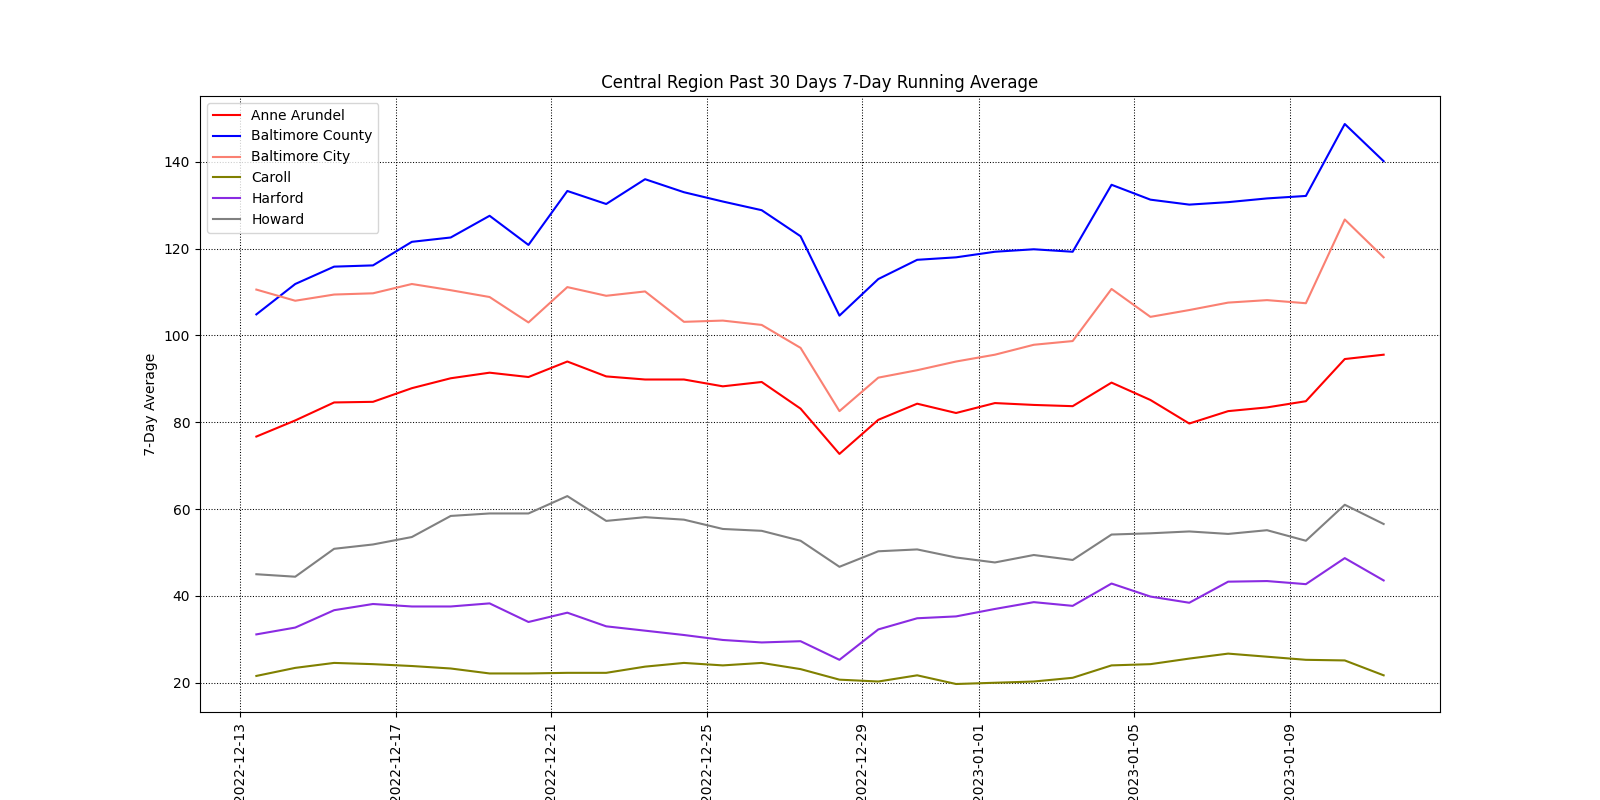 Central Region Past 30 Days 7-Day Running Average
Anne Arundel
Baltimore County
Baltimore City
Caroll
Harford
Howard
7-Day Average
140
120
100
80
60
40
20
2022-12-13
2022-12-17
2022-12-21
2022-12-25
2022-12-29
2023-01-01
2023-01-05
2023-01-09